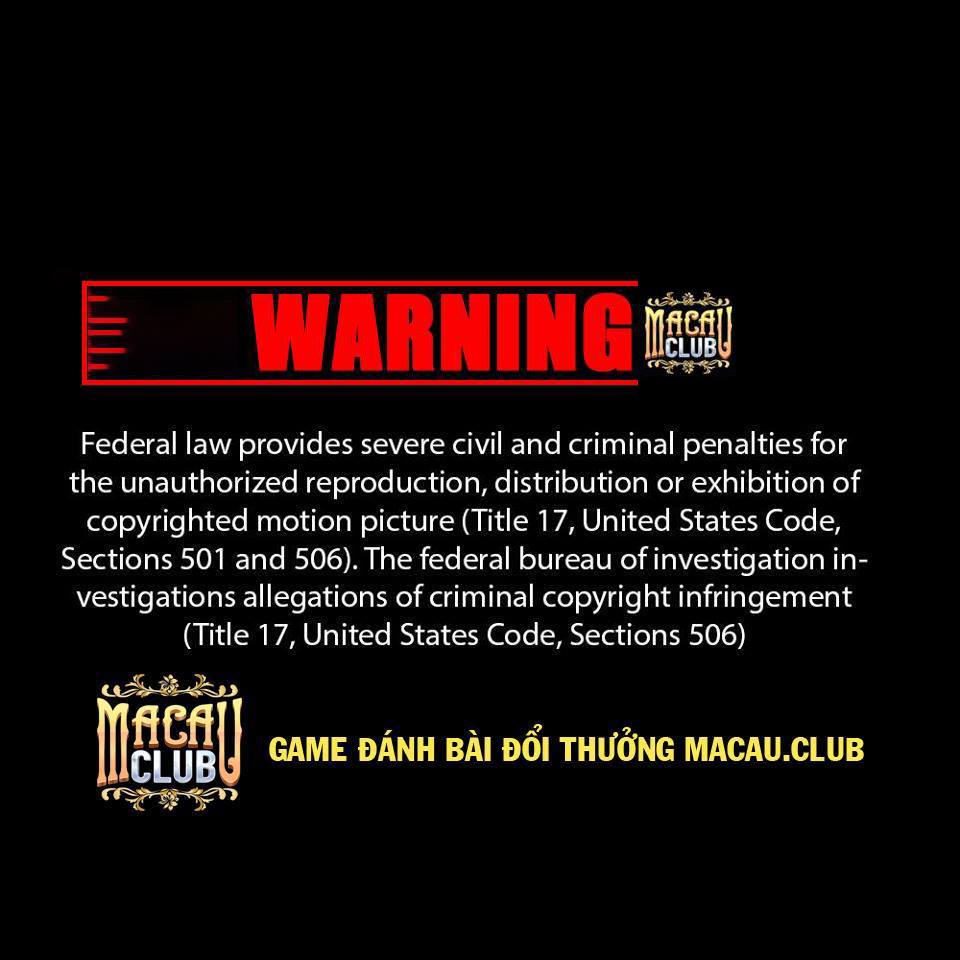 WARNING MACAU CLUB
Federal law provides severe civil and criminal penalties for
the unauthorized reproduction, distribution or exhibition of
copyrighted motion picture (Title 17, United States Code,
Sections 501 and 506). The federal bureau of investigation in-
vestigations allegations of criminal copyright infringement
(Title 17, United States Code, Sections 506)
MACAU CLUB GAME ĐÁNH BÀI ĐỔI THƯỞNG MACAU.CLUB